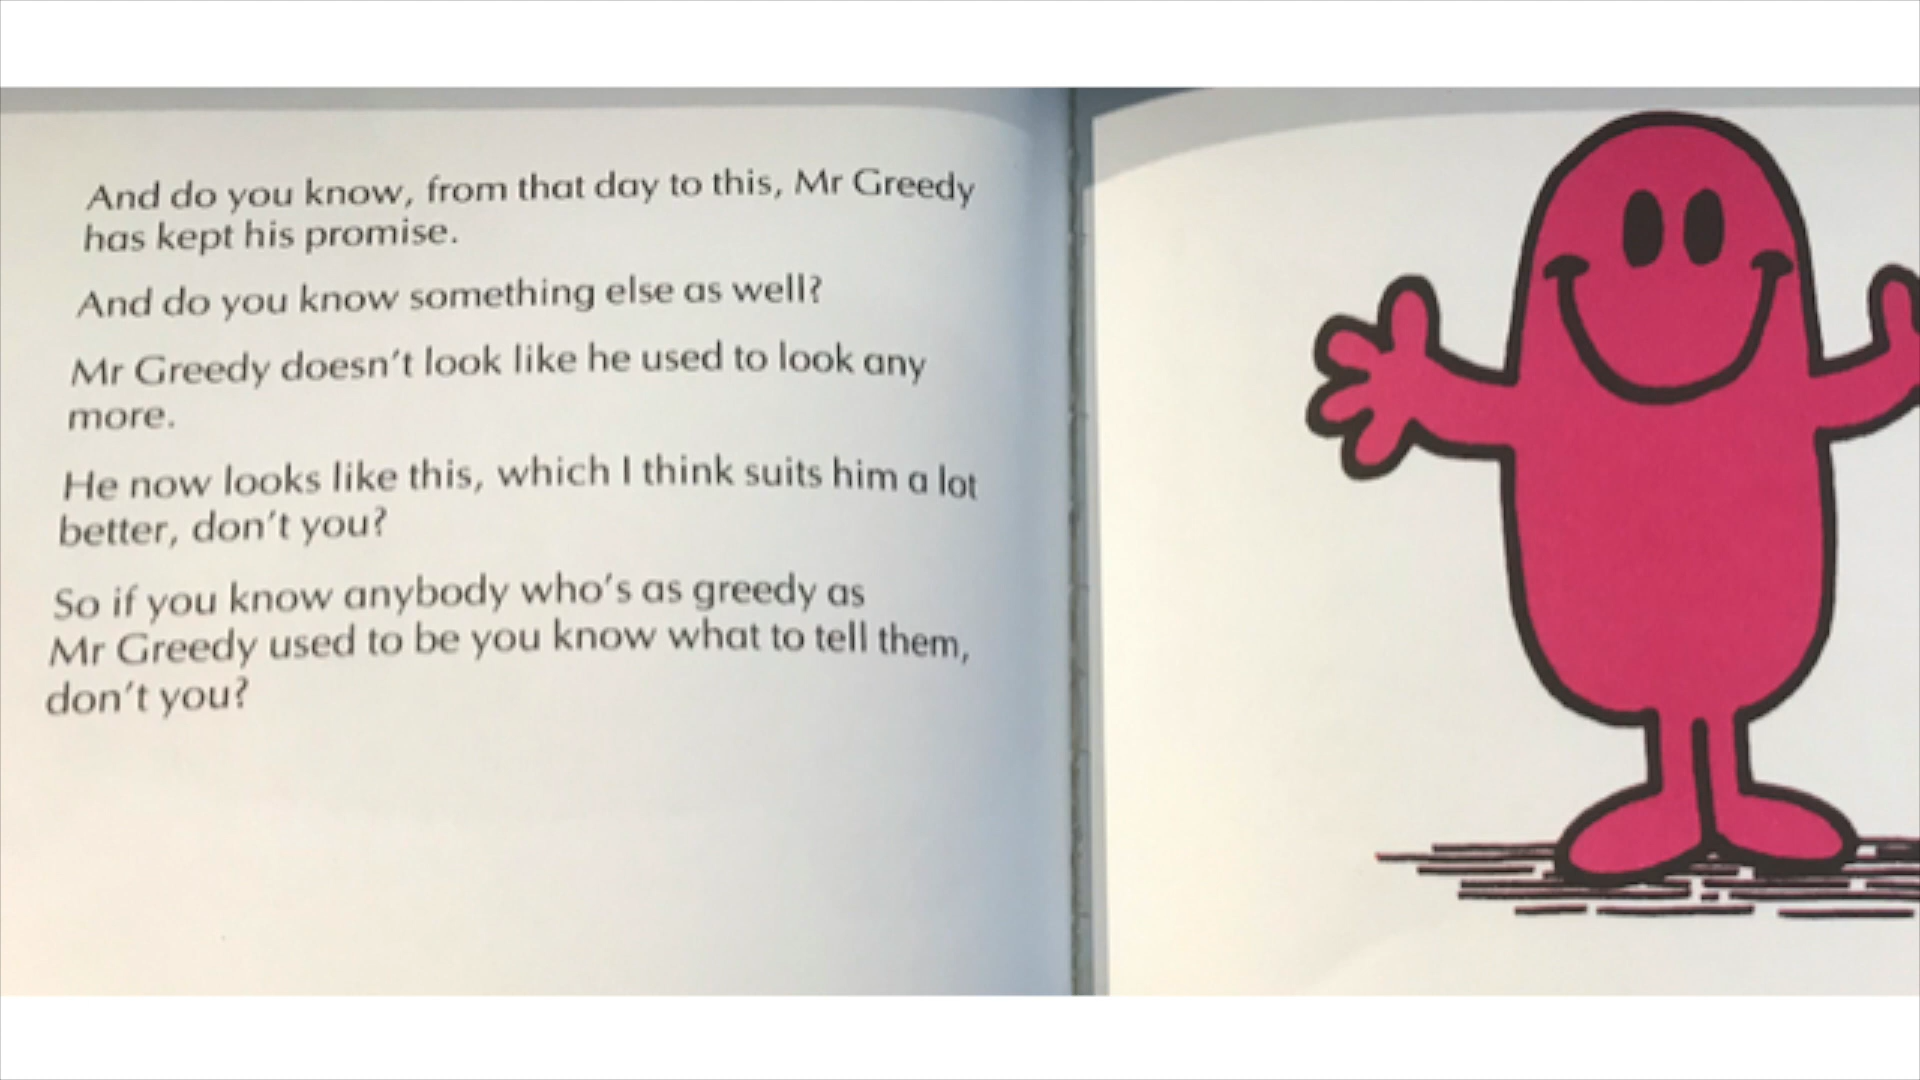 And do you know, from that day to this, Mr Greedy
has kept his promise.
And do you know something else as well?
Mr Greedy doesn't look like he used to look any
more.
He now looks like this, which I think suits him a lot
better, don't you?
So if you know anybody who's as greedy as
Mr Greedy used to be you know what to tell them,
don't you?